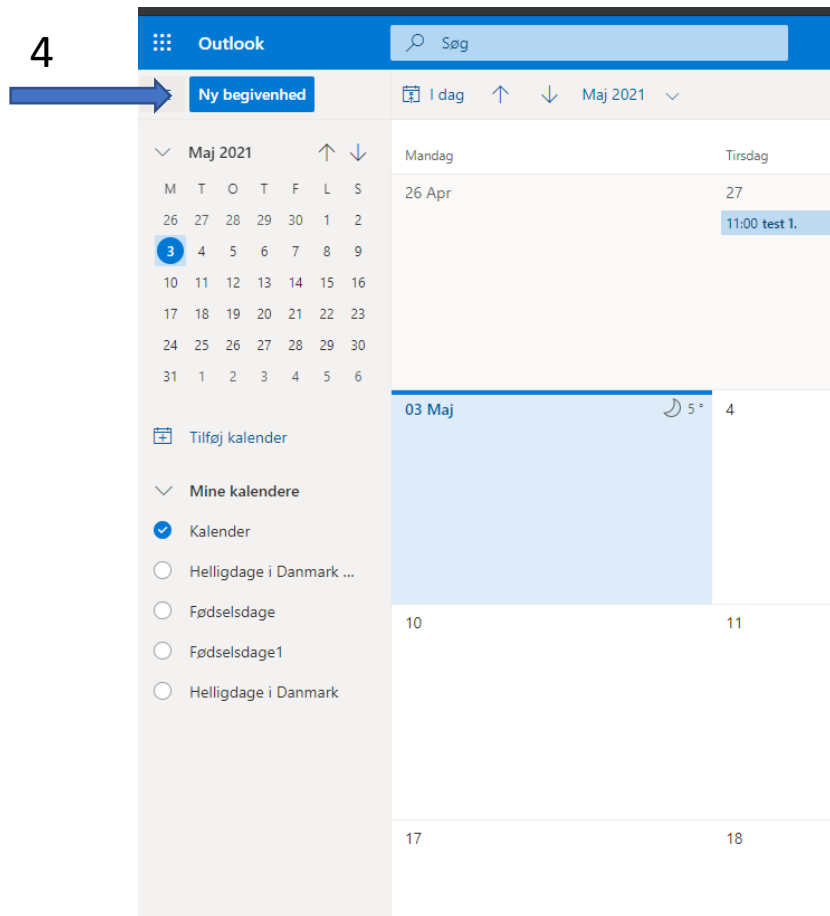 4
Outlook
Søg
Ny begivenhed
I dag
Maj 2021
Maj 2021
M T O T F L S
26 27 28 29 30 1 2
3 4 5 6 7 8 9
10 11 12 13 14 15 16
17 18 19 20 21 22 23
24 25 26 27 28 29 30
31 1 2 3 4 5 6
Tilføj kalender
Mine kalendere
Kalender
Helligdage i Danmark ...
Fødselsdage
Fødselsdage1
Helligdage i Danmark
Mandag Tirsdag
26 Apr 27
11:00 test 1.
03 Maj 5° 4
10 11
17 18